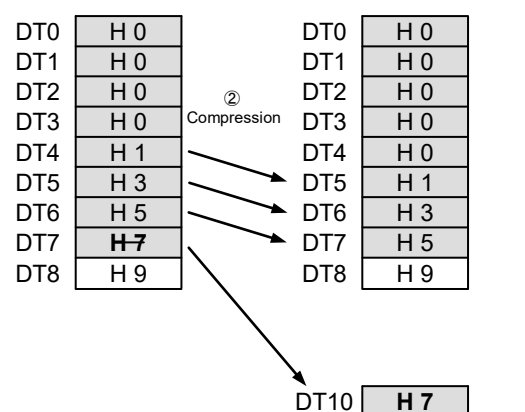 DT0 H 0 DT0 H 0
DT1 H 0 DT1 H 0
DT2 H 0 DT2 H 0
DT3 H 0 DT3 H 0
②
Compression
DT4 H 1 DT4 H 0
DT5 H 3 DT5 H 1
DT6 H 5 DT6 H 3
DT7 H 7 DT7 H 5
DT8 H 9 DT8 H 9
DT10 H 7